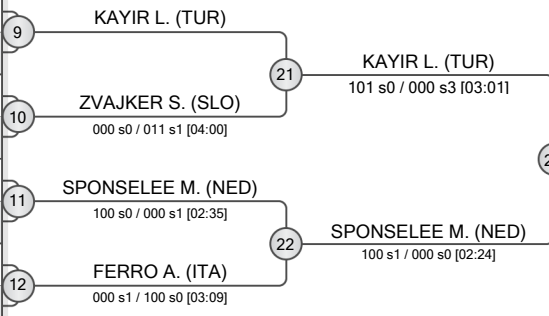 9
KAYIR L. (TUR)
21
KAYIR L. (TUR)
101 s0 / 000 s3 [03:01]
10
ZVAJKER S. (SLO)
000 s0 / 011 s1 [04:00]
11
SPONSELEE M. (NED)
100 s0 / 000 s1 [02:35]
22
SPONSELEE M. (NED)
100 s1 / 000 s0 [02:24]
12
FERRO A. (ITA)
000 s1 / 100 s0 [03:09]